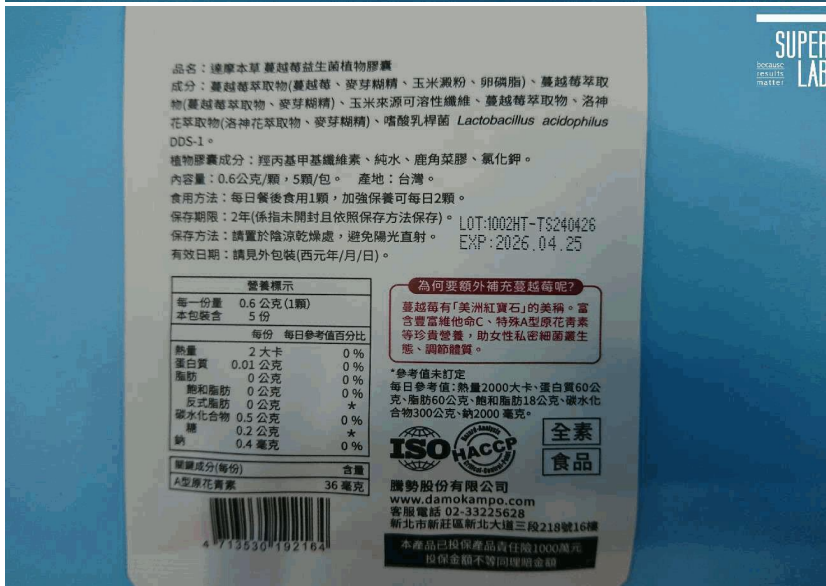 SUPER
because
results
matter
LAB
品名：達摩本草 蔓越莓益生菌植物膠囊
成分：蔓越莓萃取物(蔓越莓、麥芽糊精、玉米澱粉、卵磷脂)、蔓越莓萃取
物(蔓越莓萃取物、麥芽糊精)、玉米來源可溶性纖維、蔓越莓萃取物、洛神
花萃取物(洛神花萃取物、麥芽糊精)、嗜酸乳桿菌 Lactobacillus acidophilus
DDS-1。
植物膠囊成分：羥丙基甲基纖維素、純水、鹿角菜膠、氯化鉀。
內容量：0.6公克/顆，5顆/包。 產地：台灣。
食用方法：每日餐後食用1顆，加強保養可每日2顆。
保存期限：2年(係指未開封且依照保存方法保存)。
保存方法：請置於陰涼乾燥處，避免陽光直射。
有效日期：請見外包裝(西元年/月/日)。
LOT:1002HT-TS240426
EXP:2026.04.25
營養標示
每一份量 0.6 公克(1顆)
本包裝含 5 份
每份 每日參考值百分比
熱量 2 大卡 0 %
蛋白質 0.01 公克 0 %
脂肪 0 公克 0 %
飽和脂肪 0 公克 0 %
反式脂肪 0 公克 *
碳水化合物 0.5 公克 0 %
糖 0.2 公克 *
鈉 0.4 毫克 0 %
關鍵成分(每份) 含量
A型原花青素 36 毫克
4 713530 192164
為何要額外補充蔓越莓呢?
蔓越莓有「美洲紅寶石」的美稱。富
含豐富維他命C、特殊A型原花青素
等珍貴營養，助女性私密細菌叢生
態、調節體質。
*參考值未訂定
每日參考值：熱量2000大卡、蛋白質60公
克、脂肪60公克、飽和脂肪18公克、碳水化
合物300公克、鈉2000 毫克。
ISO
HACCP
全素
食品
騰勢股份有限公司
www.damokampo.com
客服電話 02-33225628
新北市新莊區新北大道三段218號16樓
本產品已投保產品責任險1000萬元
投保金額不等同理賠金額